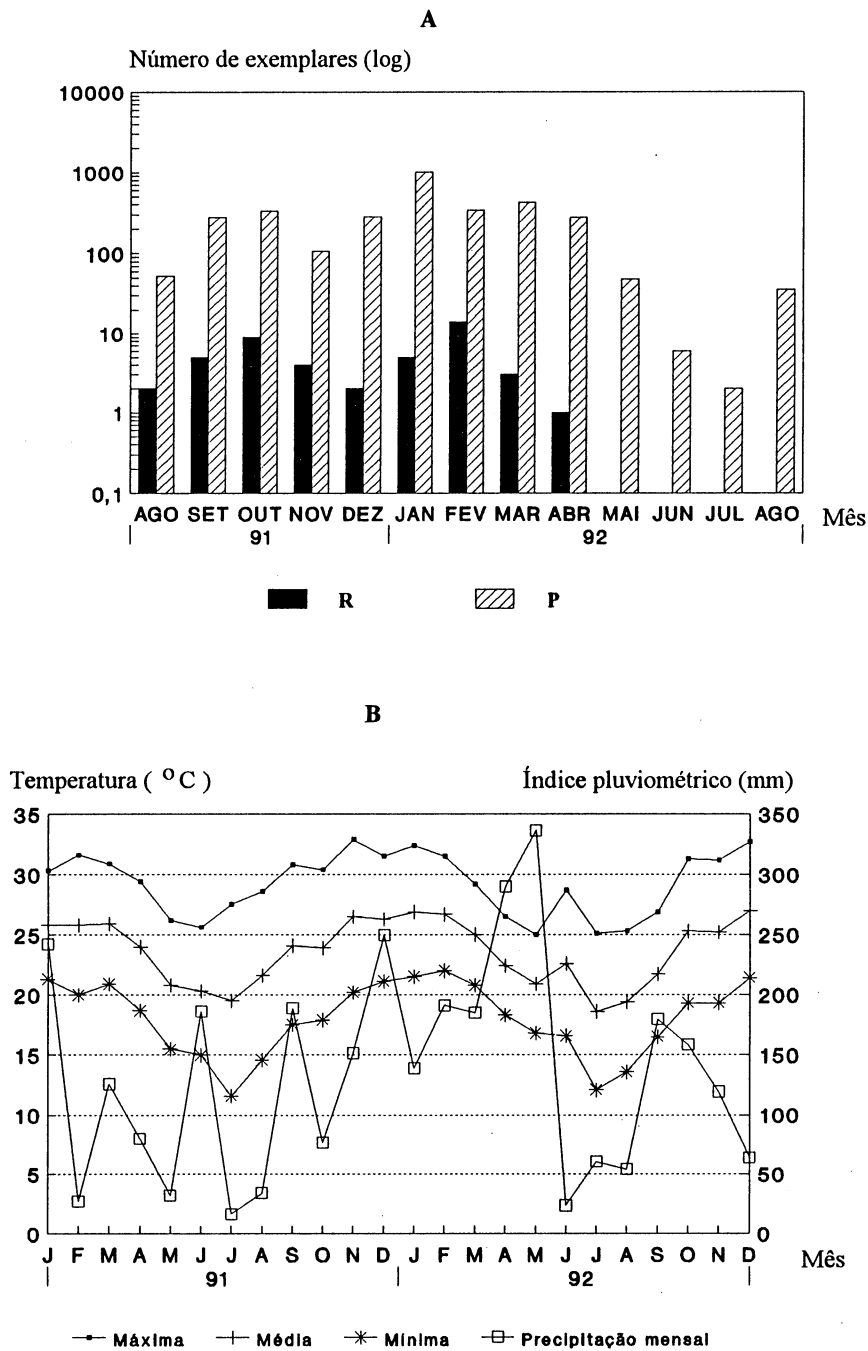 A
Número de exemplares (log)
10000
1000
100
10
1
0,1
AGO SET OUT NOV DEZ JAN FEV MAR ABR MAI JUN JUL AGO Mês
91 92
R P
B
Temperatura ( °C ) Índice pluviométrico (mm)
35 350
30 300
25 250
20 200
15 150
10 100
5 50
0 0
J F M A M J J A S O N D J F M A M J J A S O N D Mês
91 92
Máxima Média Mínima Precipitação mensal